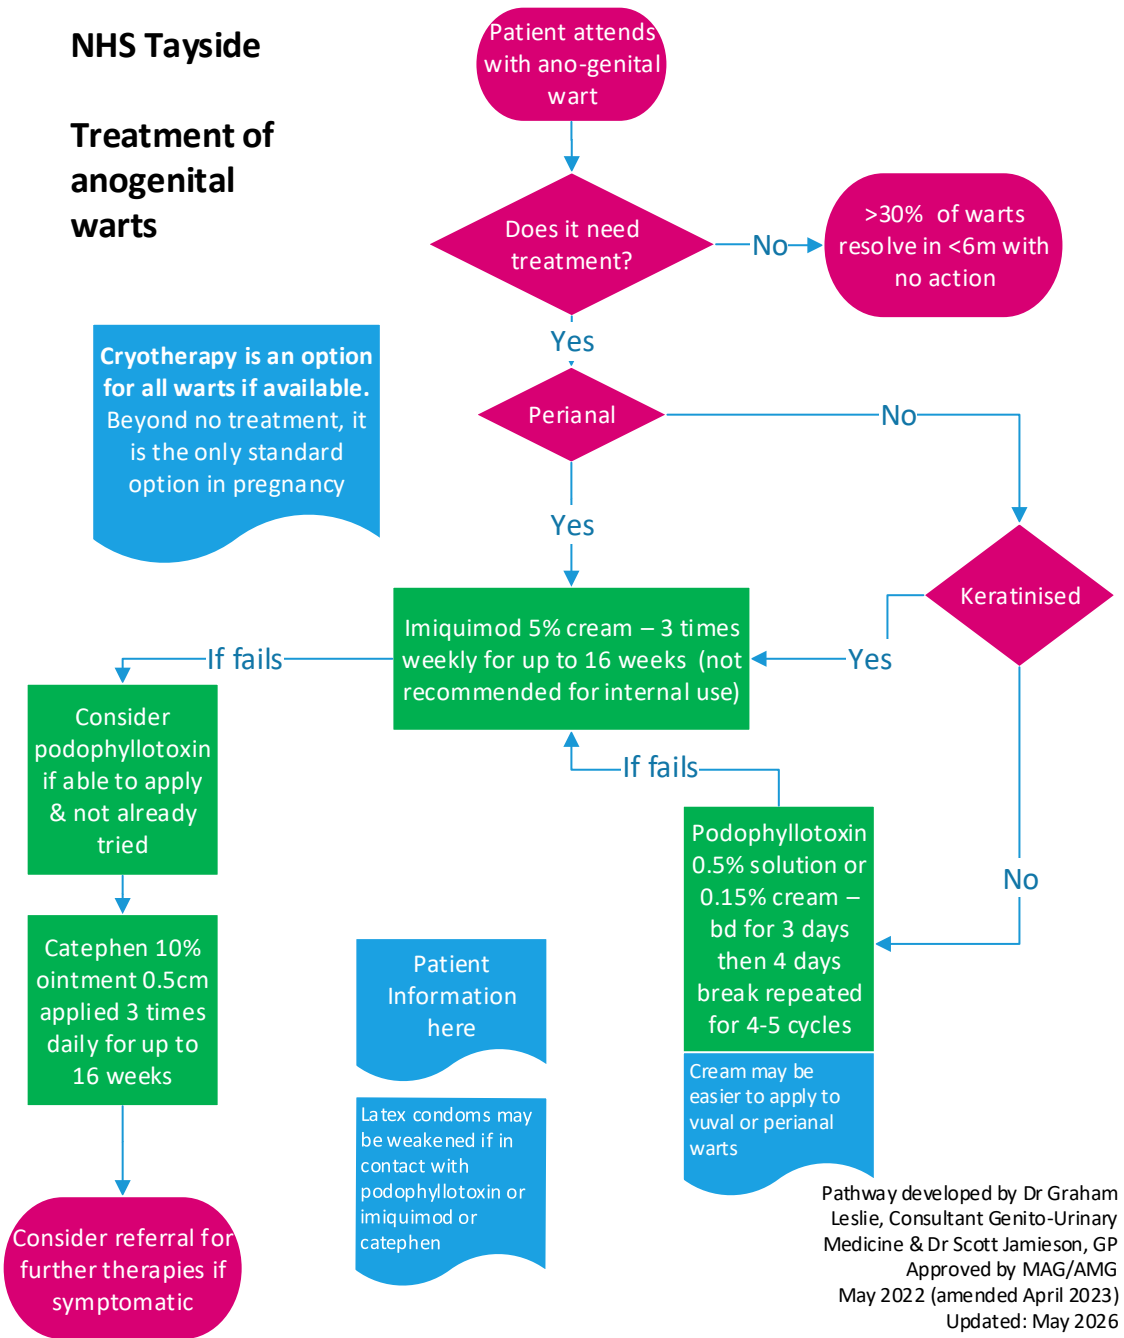 NHS Tayside
Treatment of
anogenital
warts
Patient attends
with ano-genital
wart
Does it need
treatment?
No
>30% of warts
resolve in <6m with
no action
Yes
Cryotherapy is an option
for all warts if available.
Beyond no treatment, it
is the only standard
option in pregnancy
Perianal
No
Yes
Keratinised
Imiquimod 5% cream – 3 times
weekly for up to 16 weeks (not
recommended for internal use)
Yes
If fails
Consider
podophyllotoxin
if able to apply
& not already
tried
If fails
Podophyllotoxin
0.5% solution or
0.15% cream –
bd for 3 days
then 4 days
break repeated
for 4-5 cycles
No
Catephen 10%
ointment 0.5cm
applied 3 times
daily for up to
16 weeks
Patient
Information
here
Cream may be
easier to apply to
vuval or perianal
warts
Latex condoms may
be weakened if in
contact with
podophyllotoxin or
imiquimod or
catephen
Consider referral for
further therapies if
symptomatic
Pathway developed by Dr Graham
Leslie, Consultant Genito-Urinary
Medicine & Dr Scott Jamieson, GP
Approved by MAG/AMG
May 2022 (amended April 2023)
Updated: May 2026